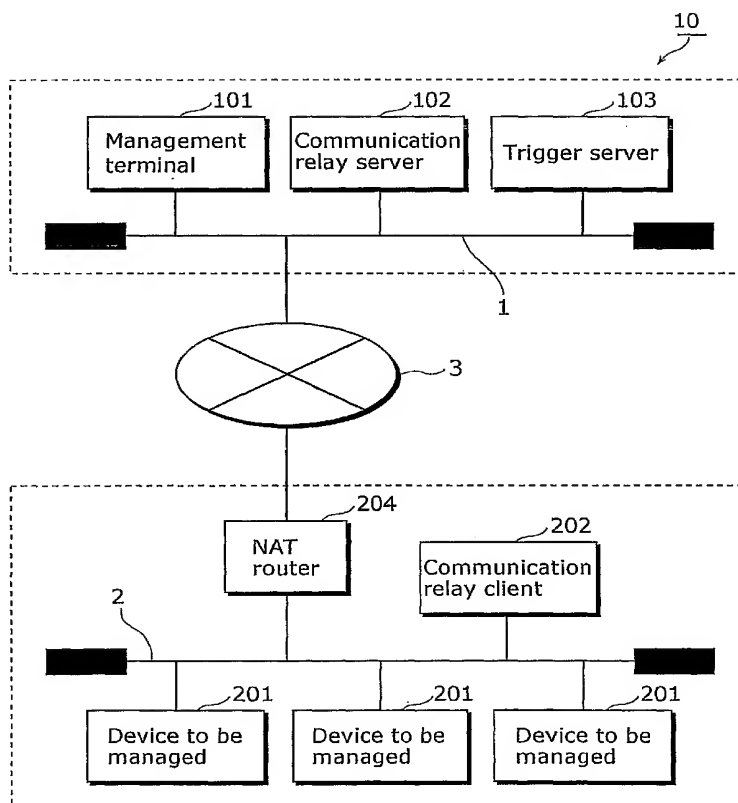 10
101
102
103
Management
terminal
Communication
relay server
Trigger server
1
3
204
202
NAT
router
Communication
relay client
2
201
201
201
Device to be
managed
Device to be
managed
Device to be
managed